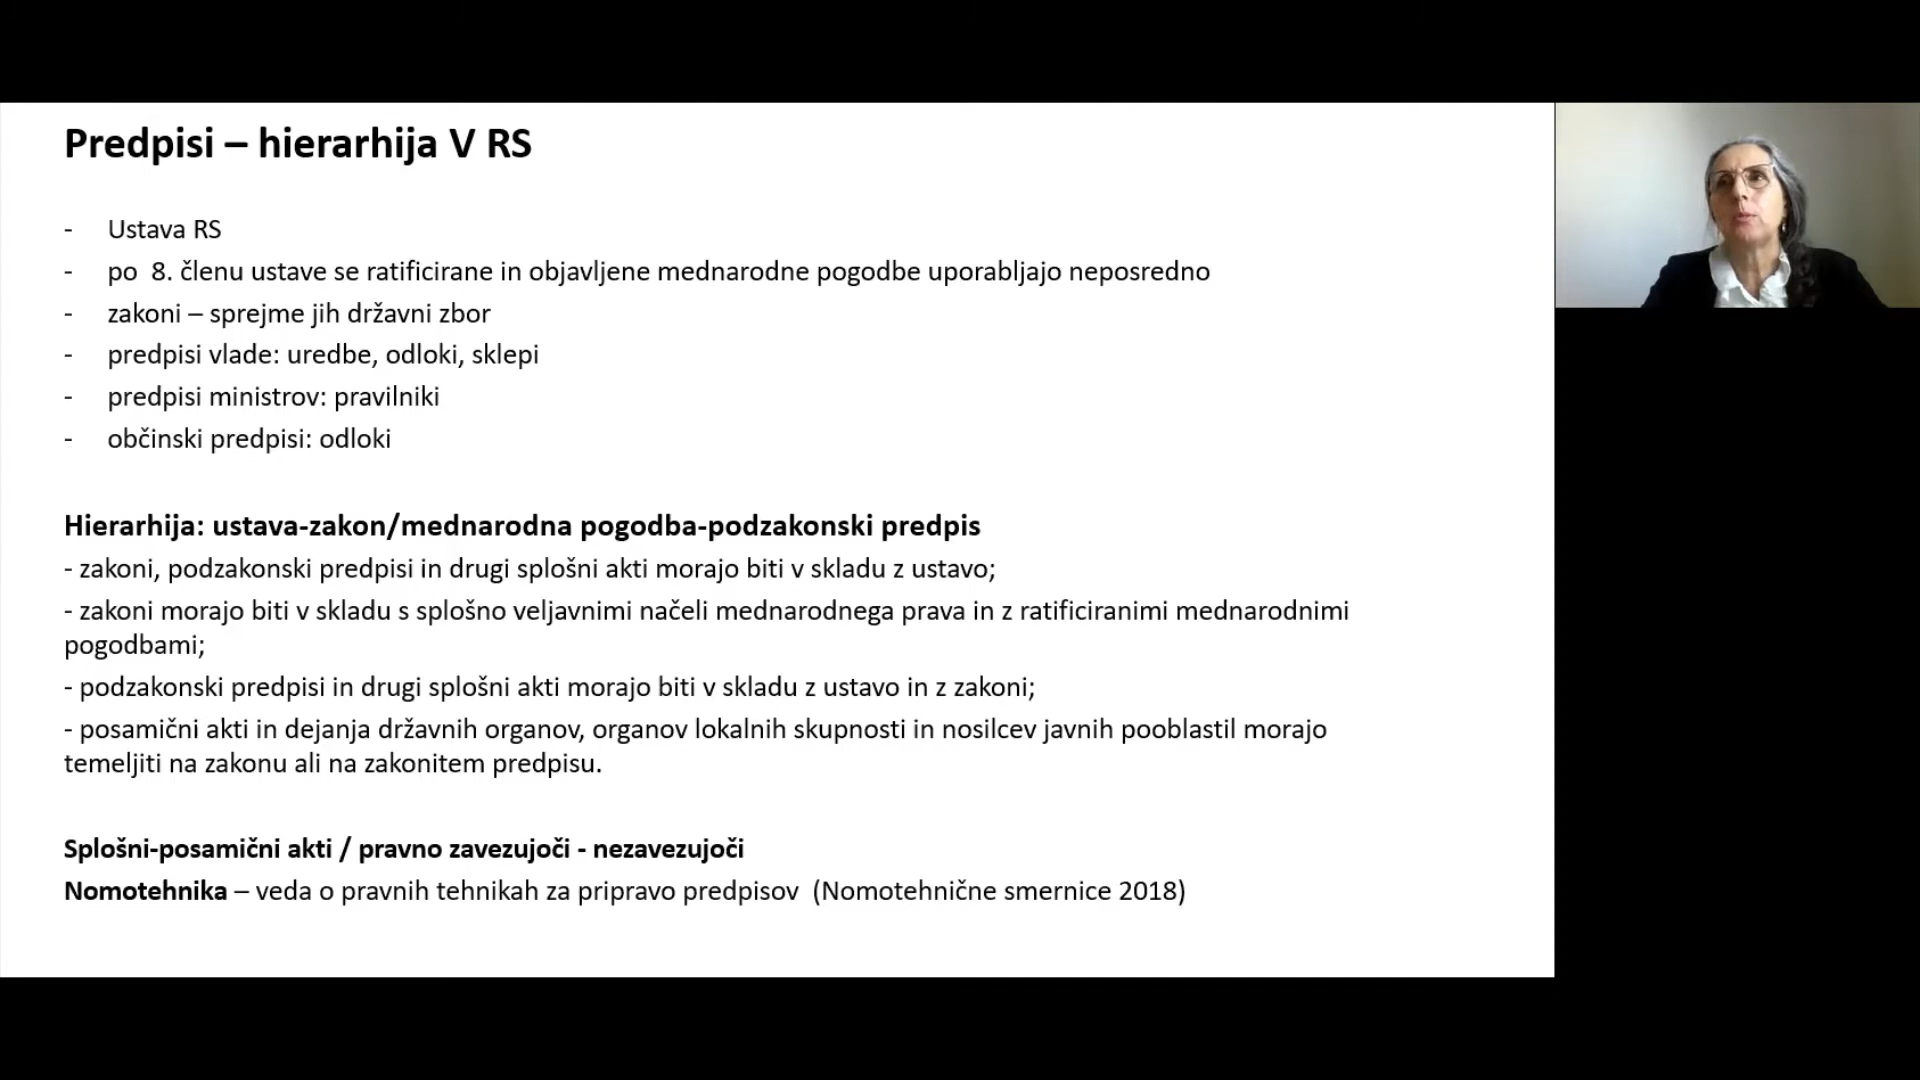 Predpisi – hierarhija V RS
- Ustava RS
- po  8. členu ustave se ratificirane in objavljene mednarodne pogodbe uporabljajo neposredno
- zakoni – sprejme jih državni zbor
- predpisi vlade: uredbe, odloki, sklepi
- predpisi ministrov: pravilniki
- občinski predpisi: odloki
Hierarhija: ustava-zakon/mednarodna pogodba-podzakonski predpis
- zakoni, podzakonski predpisi in drugi splošni akti morajo biti v skladu z ustavo;
- zakoni morajo biti v skladu s splošno veljavnimi načeli mednarodnega prava in z ratificiranimi mednarodnimi
pogodbami;
- podzakonski predpisi in drugi splošni akti morajo biti v skladu z ustavo in z zakoni;
- posamični akti in dejanja državnih organov, organov lokalnih skupnosti in nosilcev javnih pooblastil morajo
temeljiti na zakonu ali na zakonitem predpisu.
Splošni-posamični akti / pravno zavezujoči - nezavezujoči
Nomotehnika – veda o pravnih tehnikah za pripravo predpisov  (Nomotehnične smernice 2018)